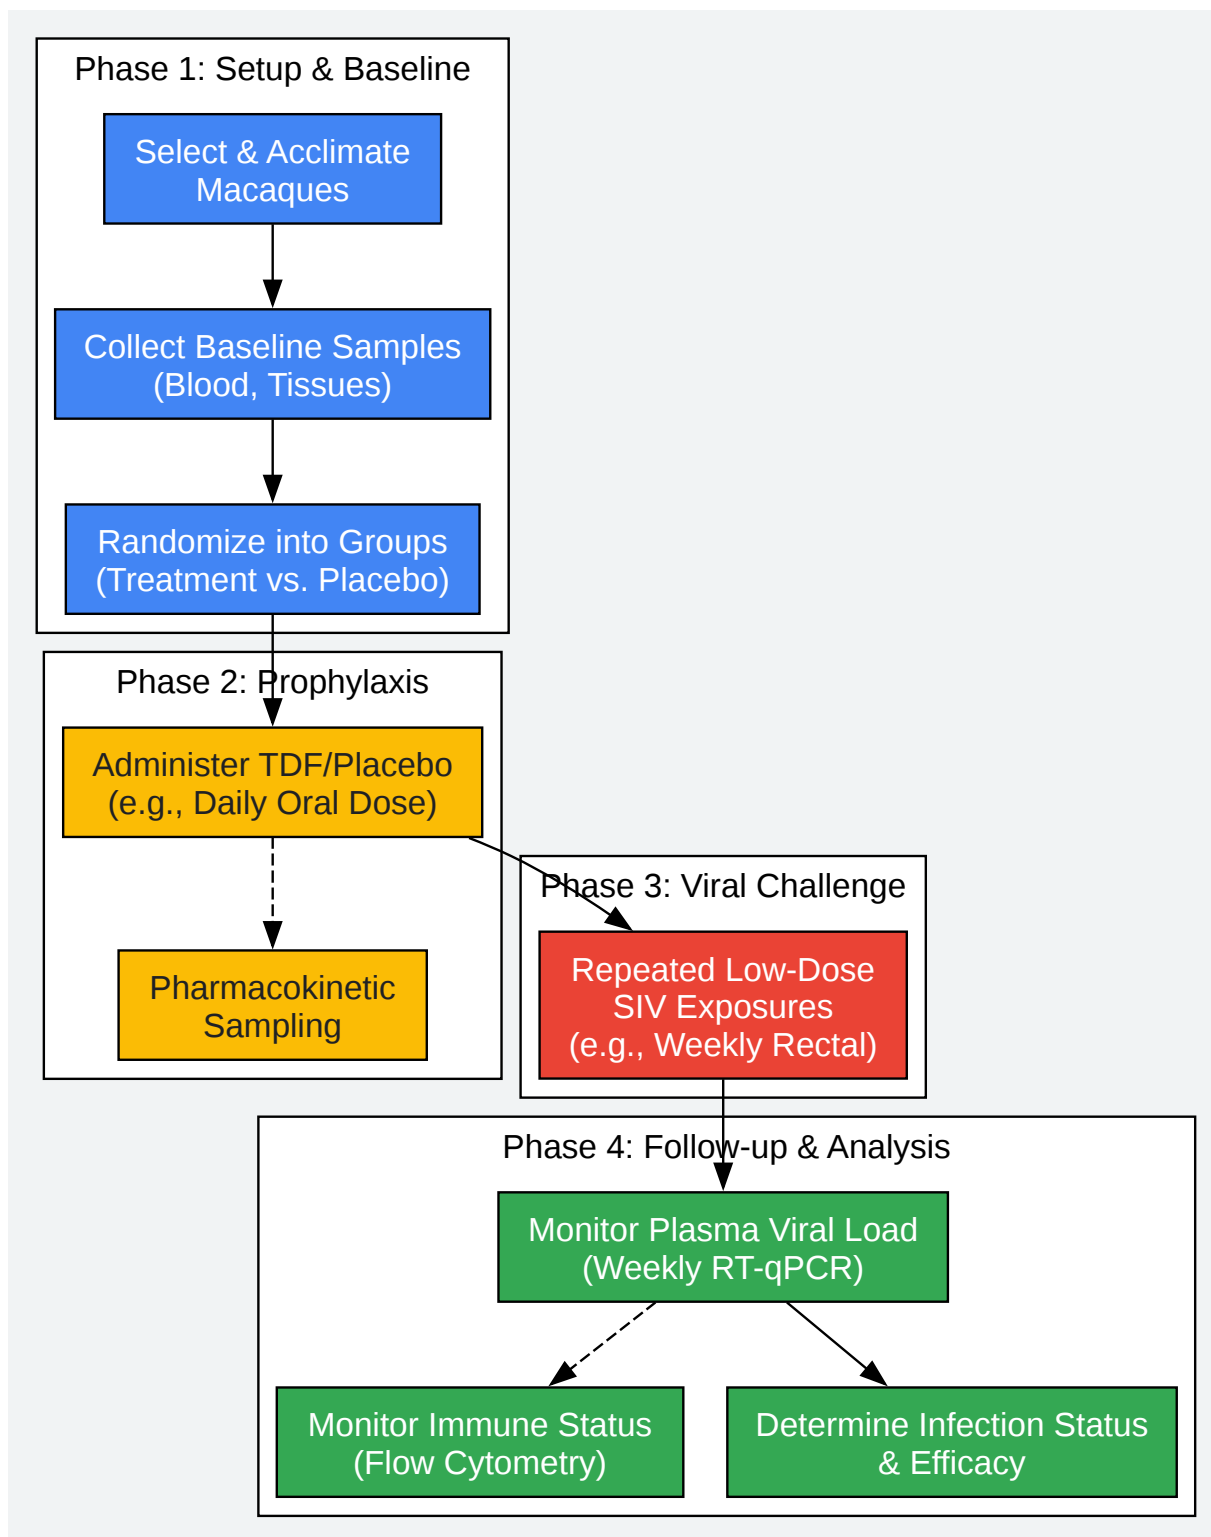 Phase 1: Setup & Baseline
Select & Acclimate
Macaques
Collect Baseline Samples
(Blood, Tissues)
Randomize into Groups
(Treatment vs. Placebo)
Phase 2: Prophylaxis
Administer TDF/Placebo
(e.g., Daily Oral Dose)
Pharmacokinetic
Sampling
Phase 3: Viral Challenge
Repeated Low-Dose
SIV Exposures
(e.g., Weekly Rectal)
Phase 4: Follow-up & Analysis
Monitor Plasma Viral Load
(Weekly RT-qPCR)
Monitor Immune Status
(Flow Cytometry)
Determine Infection Status
& Efficacy